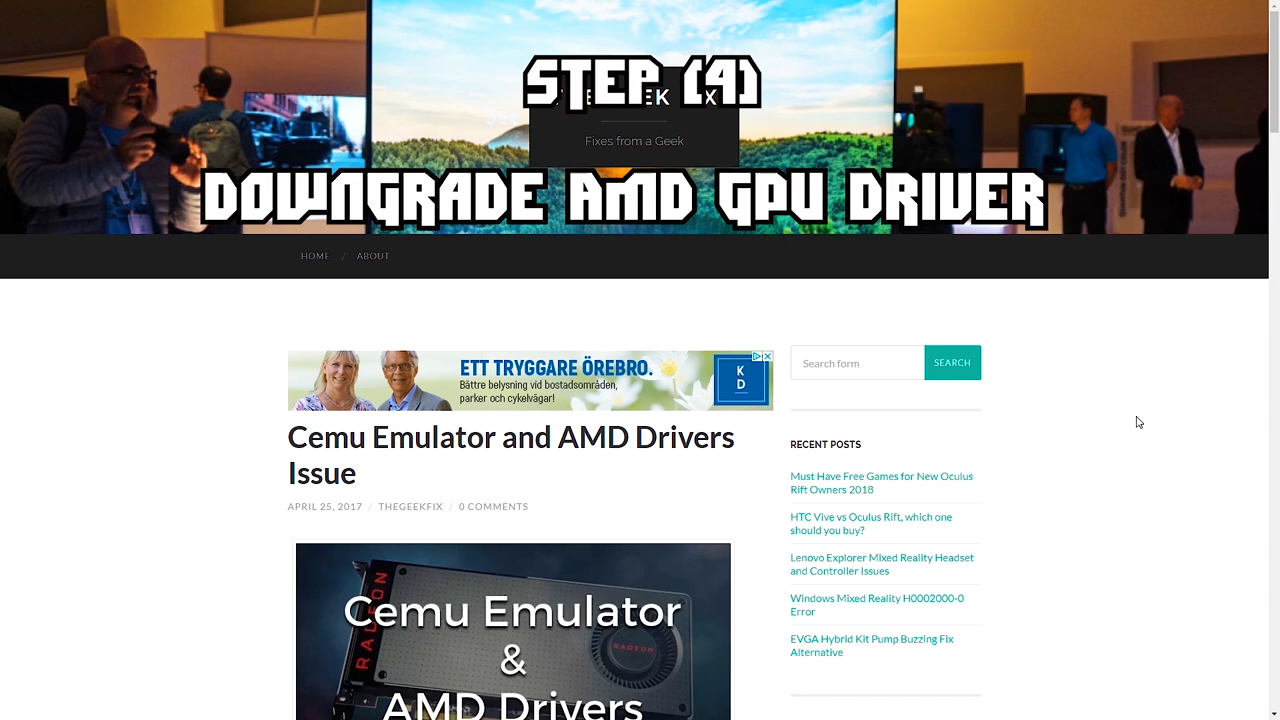 STEP (4)
EK
Fixes from a Geek
DOWNGRADE AMD GPU DRIVER
HOME / ABOUT
ETT TRYGGARE ÖREBRO.
Bättre belysning vid bostadsområden,
parker och cykelvägar!
K
D
Search form
SEARCH
Cemu Emulator and AMD Drivers
Issue
APRIL 25, 2017 / THEGEEKFIX / 0 COMMENTS
RECENT POSTS
Must Have Free Games for New Oculus
Rift Owners 2018
HTC Vive vs Oculus Rift, which one
should you buy?
Lenovo Explorer Mixed Reality Headset
and Controller Issues
Windows Mixed Reality H0002000-0
Error
EVGA Hybrid Kit Pump Buzzing Fix
Alternative
RADEON
Cemu Emulator
RADEON
&
AMD Drivers